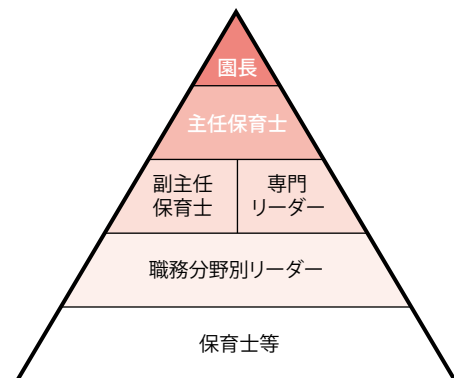 園長
主任保育士
副主任
保育士
専門
リーダー
職務分野別リーダー
保育士等